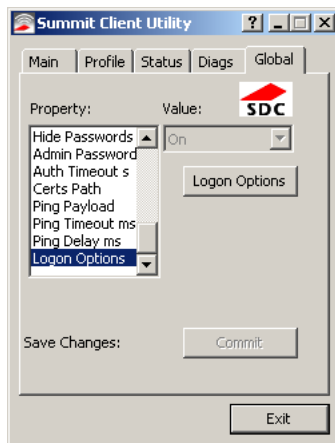 Summit Client Utility
Main Profile Status Diags Global
Property: Value: SDC
Hide Passwords On
Admin Password
Auth Timeout s
Certs Path
Logon Options
Ping Payload
Ping Timeout ms
Ping Delay ms
Logon Options
Save Changes: Commit
Exit